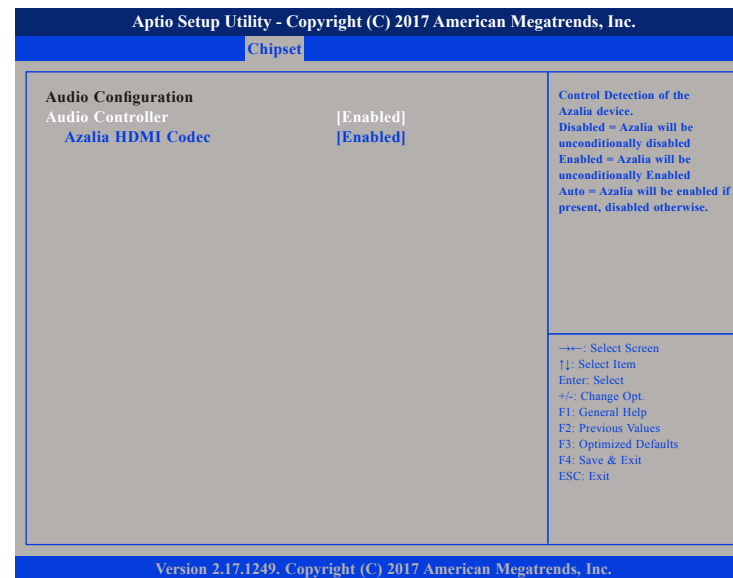 Aptio Setup Utility - Copyright (C) 2017 American Megatrends, Inc.
Chipset
Audio Configuration
Audio Controller [Enabled]
Azalia HDMI Codec [Enabled]
Control Detection of the
Azalia device.
Disabled = Azalia will be
unconditionally disabled
Enabled = Azalia will be
unconditionally Enabled
Auto = Azalia will be enabled if
present, disabled otherwise.
→←: Select Screen
↑↓: Select Item
Enter: Select
+/-: Change Opt.
F1: General Help
F2: Previous Values
F3: Optimized Defaults
F4: Save & Exit
ESC: Exit
Version 2.17.1249. Copyright (C) 2017 American Megatrends, Inc.